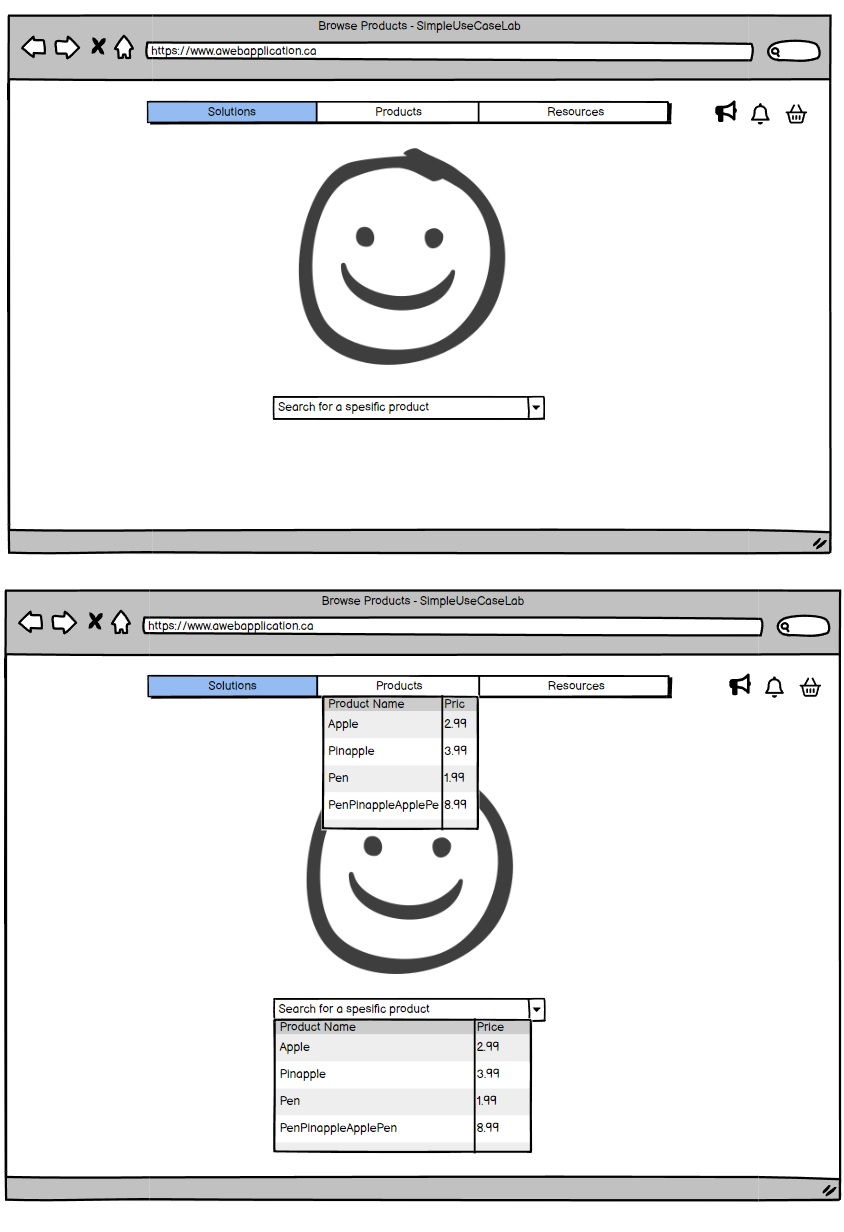 Browse Products - SimpleUseCaseLab
https://www.awebapplication.ca
Solutions Products Resources
Search for a spesific product
Browse Products - SimpleUseCaseLab
https://www.awebapplication.ca
Solutions Products Resources
Product Name Pric
Apple 2.99
Pinapple 3.99
Pen 1.99
PenPinappleApplePe 8.99
Search for a spesific product
Product Name Price
Apple 2.99
Pinapple 3.99
Pen 1.99
PenPinappleApplePen 8.99